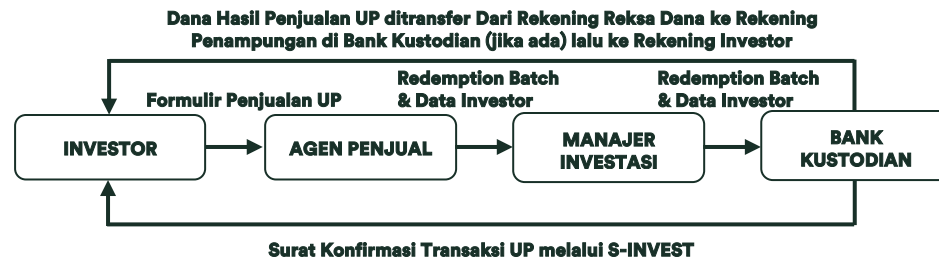 Dana Hasil Penjualan UP ditransfer Dari Rekening Reksa Dana ke Rekening
Penampungan di Bank Kustodian (jika ada) lalu ke Rekening Investor
Formulir Penjualan UP
Redemption Batch
& Data Investor
Redemption Batch
& Data Investor
INVESTOR
AGEN PENJUAL
MANAJER
INVESTASI
BANK
KUSTODIAN
Surat Konfirmasi Transaksi UP melalui S-INVEST